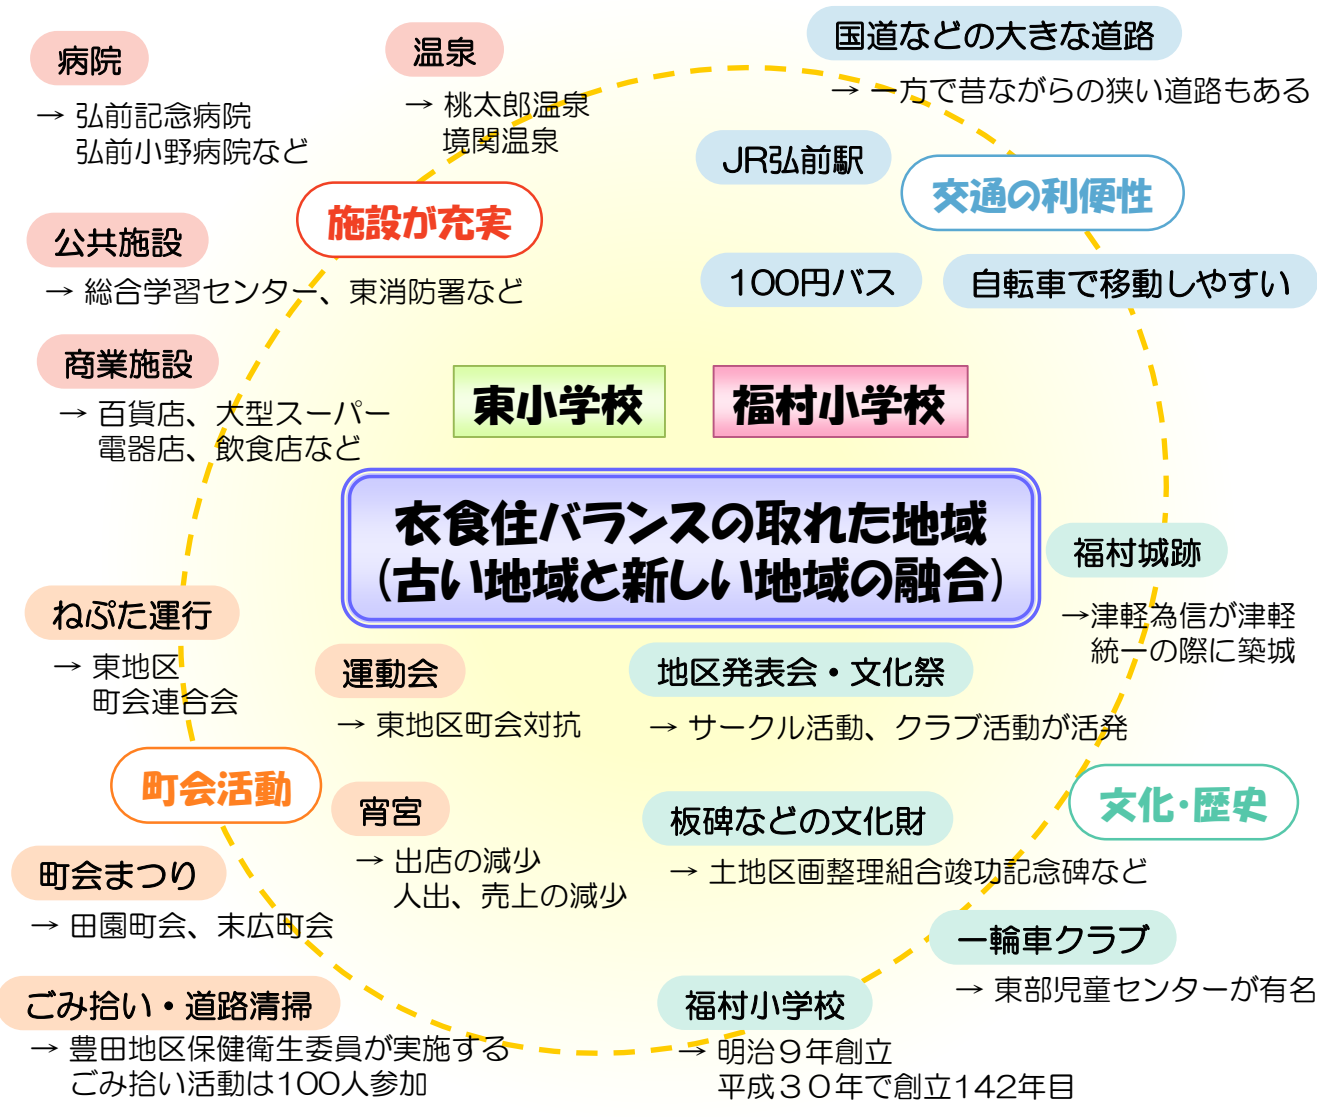 病院
→ 弘前記念病院
弘前小野病院など
温泉
→ 桃太郎温泉
境関温泉
国道などの大きな道路
→ 一方で昔ながらの狭い道路もある
JR弘前駅
交通の利便性
施設が充実
公共施設
→ 総合学習センター、東消防署など
100円バス
自転車で移動しやすい
商業施設
→ 百貨店、大型スーパー
電器店、飲食店など
東小学校
福村小学校
衣食住バランスの取れた地域
(古い地域と新しい地域の融合)
福村城跡
→津軽為信が津軽
統一の際に築城
ねぷた運行
→ 東地区
町会連合会
運動会
→ 東地区町会対抗
地区発表会・文化祭
→ サークル活動、クラブ活動が活発
町会活動
宵宮
→ 出店の減少
人出、売上の減少
板碑などの文化財
→ 土地区画整理組合竣功記念碑など
文化・歴史
町会まつり
→ 田園町会、末広町会
一輪車クラブ
→ 東部児童センターが有名
ごみ拾い・道路清掃
→ 豊田地区保健衛生委員が実施する
ごみ拾い活動は100人参加
福村小学校
→ 明治9年創立
平成30年で創立142年目